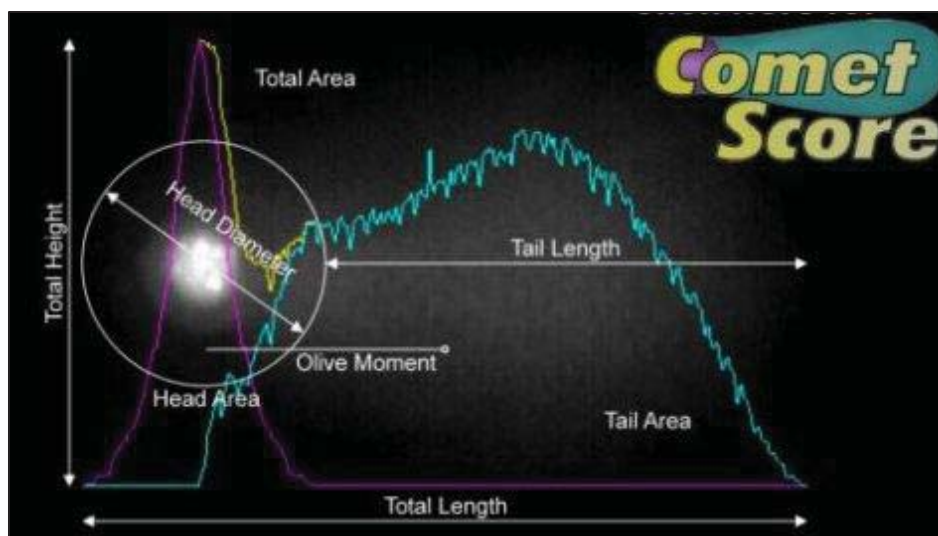 Comet
Score
Total Area
Total Height
Head Diameter
Tail Length
Olive Moment
Head Area
Tail Area
Total Length